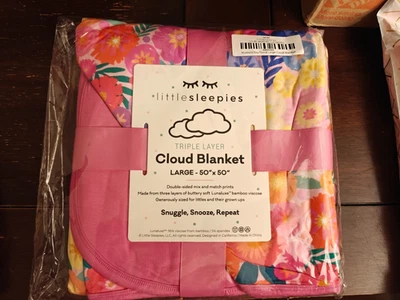 littlesleepies
TRIPLE LAYER
Cloud Blanket
LARGE - 50" x 50"
Double-sided mix and match prints
Made from three layers of buttery soft Lunaluxe™ bamboo viscose
Generously sized for littles and their grown ups
Snuggle, Snooze, Repeat